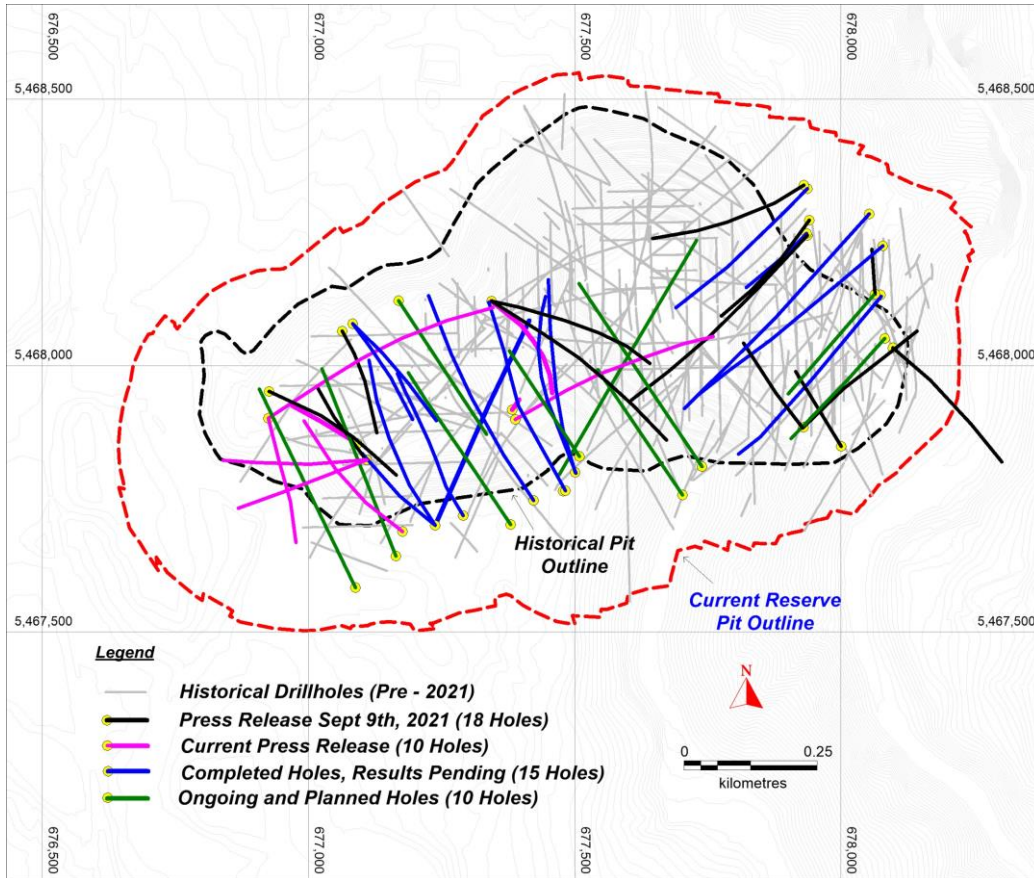 676,500
677,000
677,500
678,000
5,468,500
5,468,500
5,468,000
5,468,000
Historical Pit
Outline
Current Reserve
Pit Outline
5,467,500
5,467,500
Legend
Historical Drillholes (Pre - 2021)
Press Release Sept 9th, 2021 (18 Holes)
Current Press Release (10 Holes)
Completed Holes, Results Pending (15 Holes)
Ongoing and Planned Holes (10 Holes)
N
0 0.25
kilometres
676,500
677,000
677,500
678,000